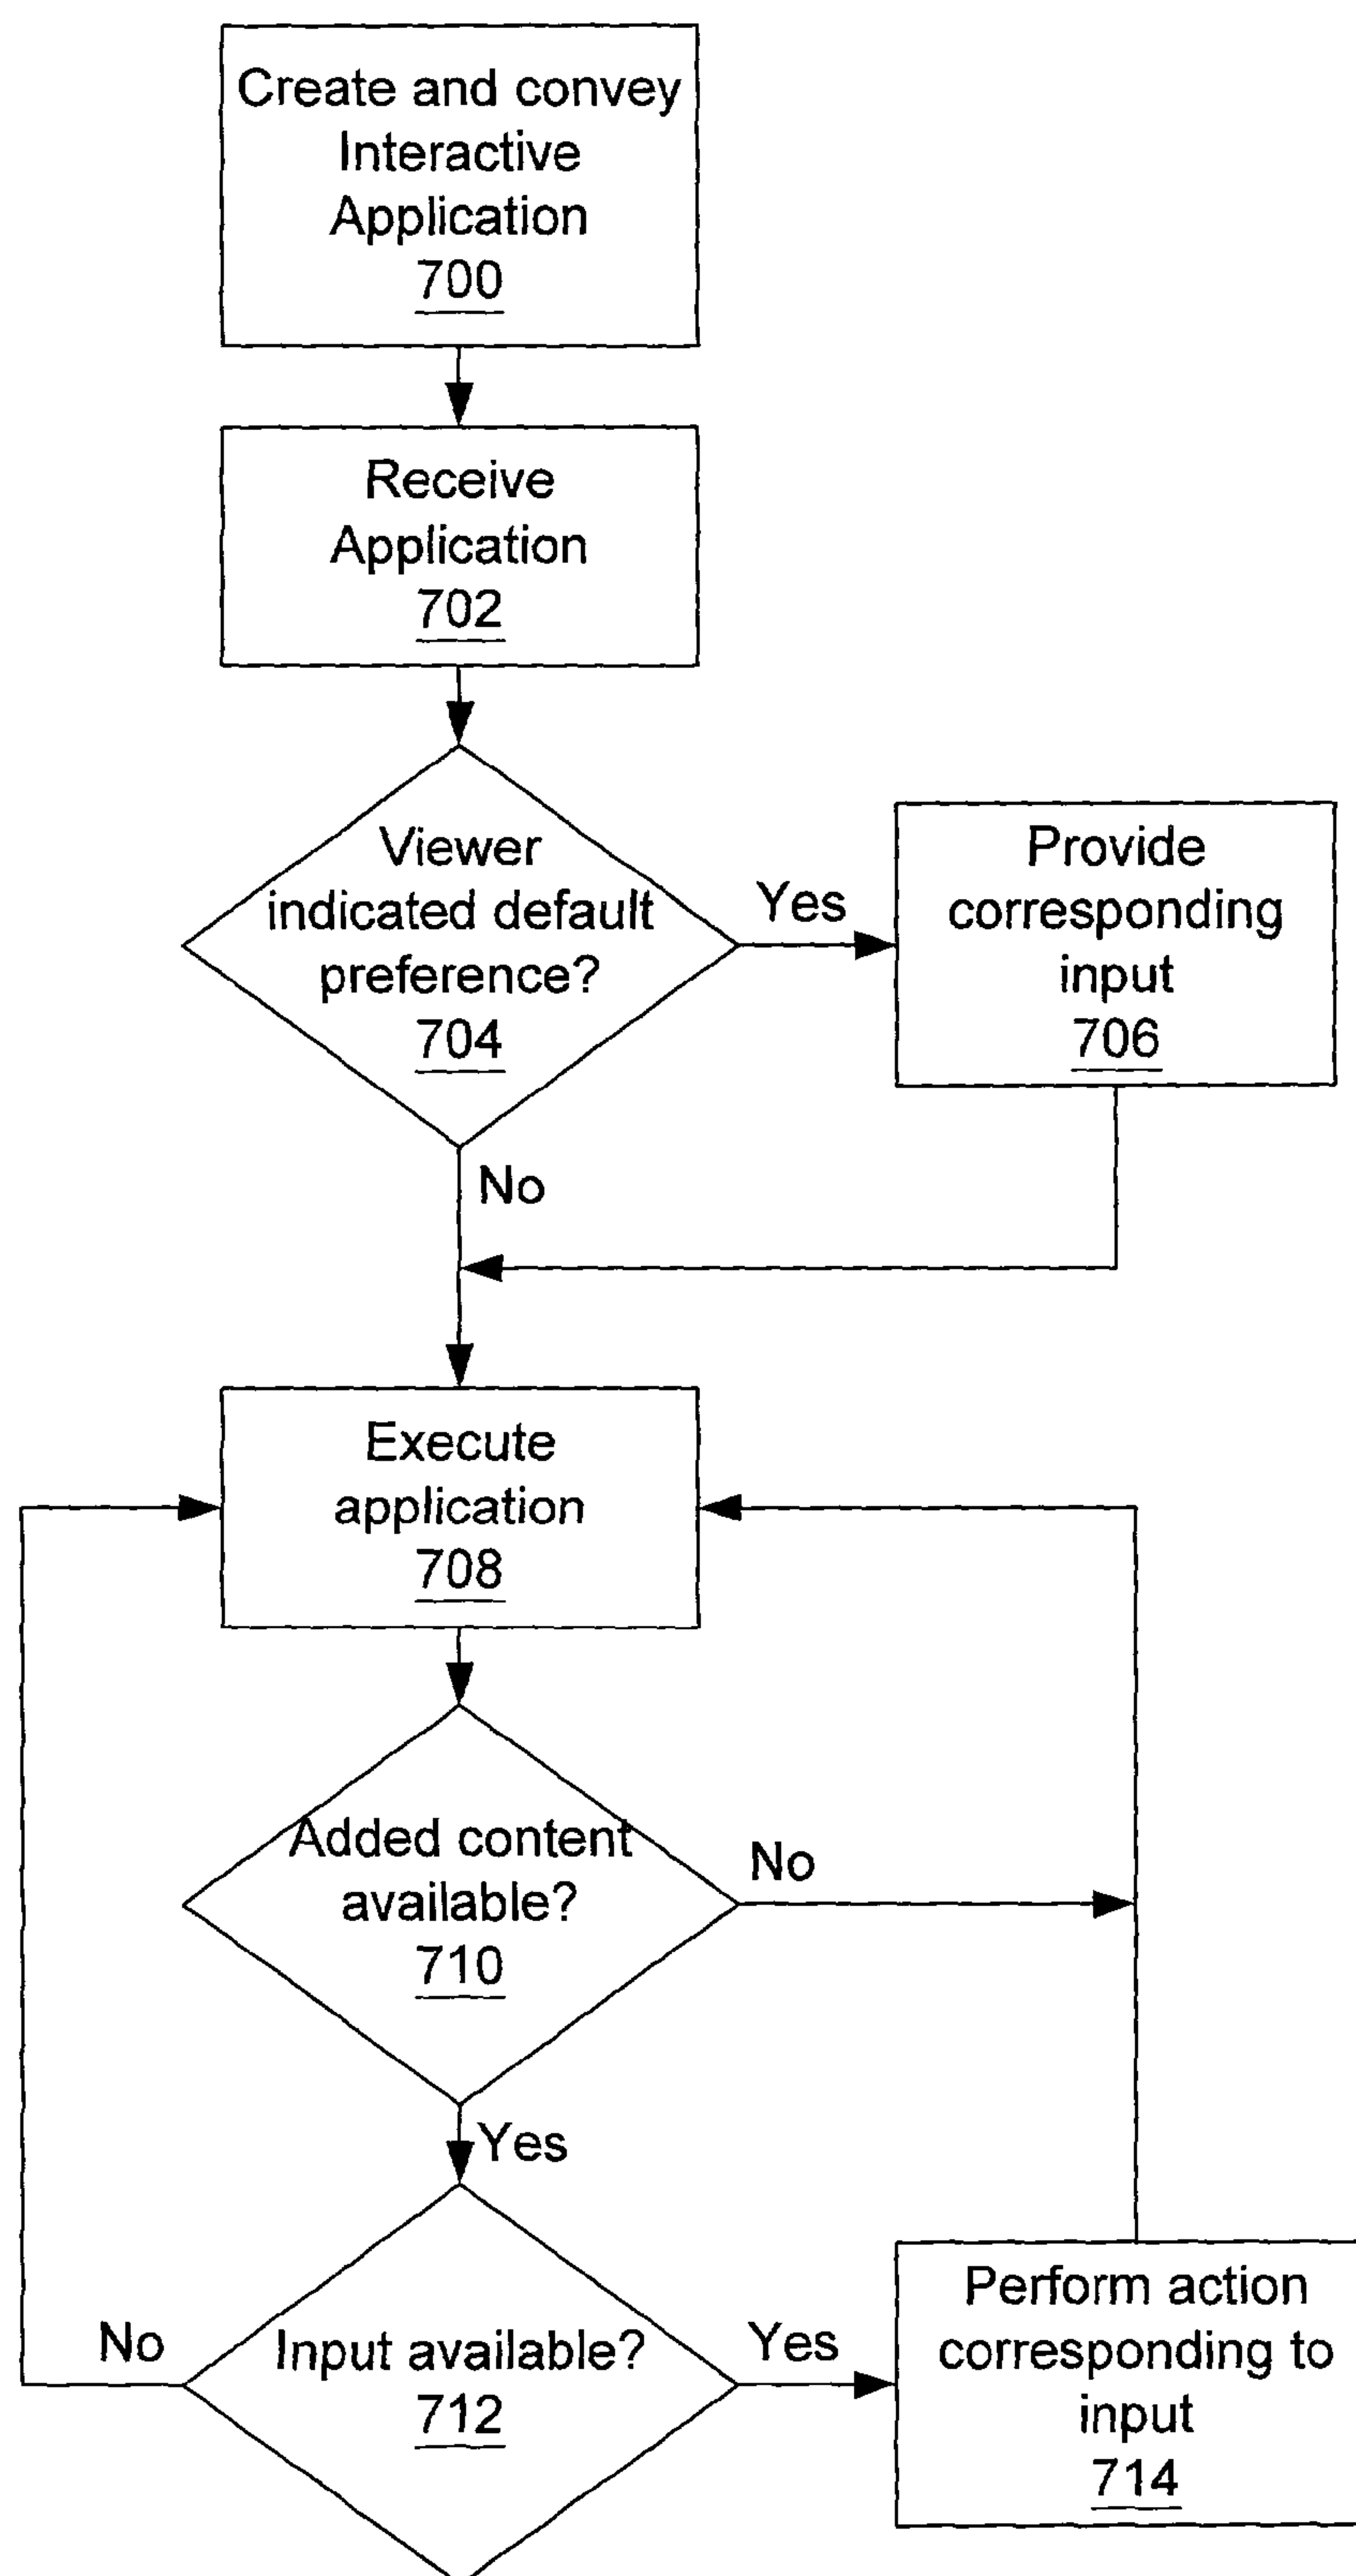 Create and convey
Interactive
Application
700
Receive
Application
702
Viewer
indicated default
preference?
704
Yes
Provide
corresponding
input
706
No
Execute
application
708
Added content
available?
710
No
Yes
Input available?
712
No
Yes
Perform action
corresponding to
input
714